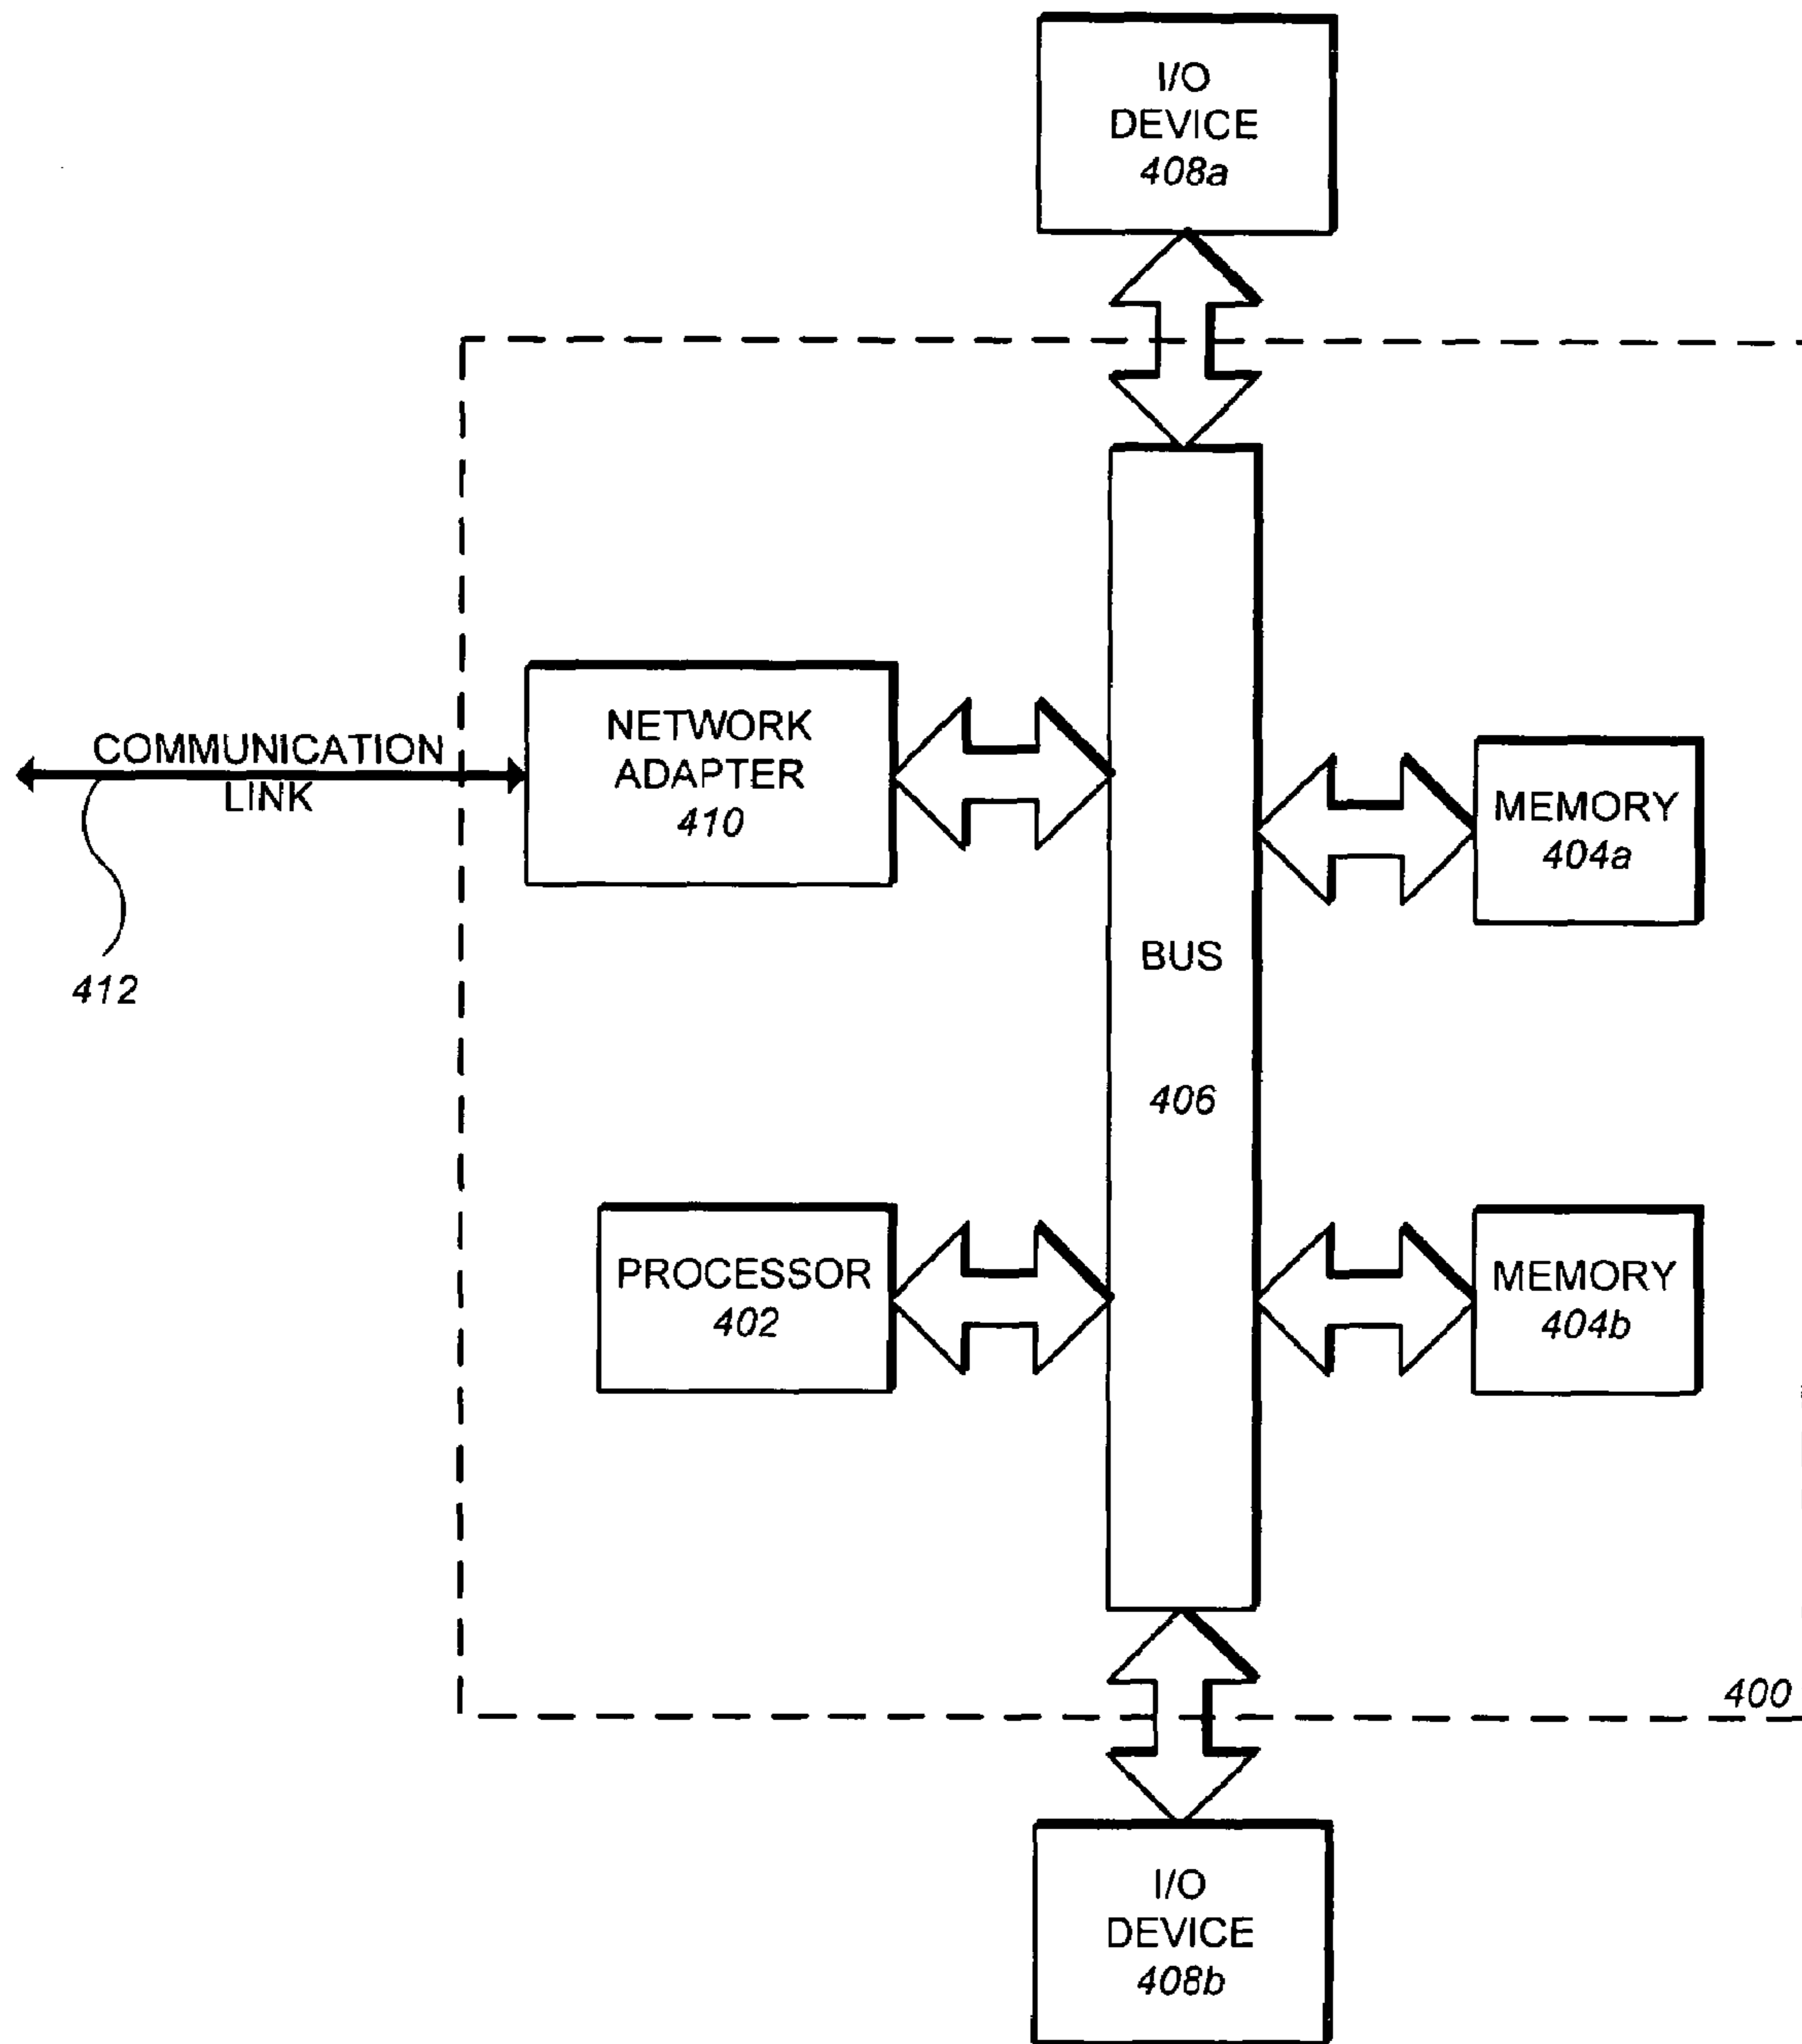 I/O
DEVICE
408a
COMMUNICATION
LINK
412
NETWORK
ADAPTER
410
MEMORY
404a
BUS
406
PROCESSOR
402
MEMORY
404b
400
I/O
DEVICE
408b